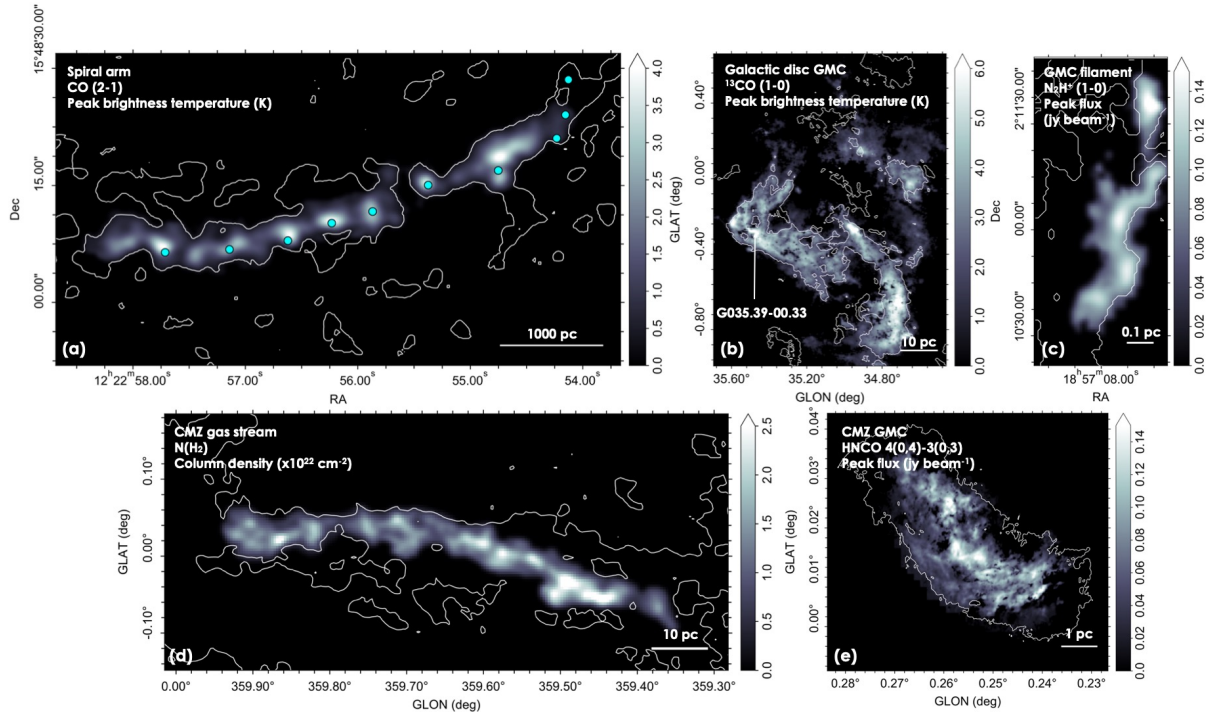 Spiral arm
CO (2-1)
Peak brightness temperature (K)
(a)
1000 pc
15°48'30.00"
15.00"
00.00"
Dec
12ʰ22ᵐ58.00ˢ
57.00ˢ
56.00ˢ
55.00ˢ
54.00ˢ
RA
4.0
3.5
3.0
2.5
2.0
1.5
1.0
0.5
0.0
Galactic disc GMC
¹³CO (1-0)
Peak brightness temperature (K)
G035.39-00.33
(b)
10 pc
0.40°
0.00°
-0.40°
-0.80°
GLAT (deg)
35.60°
35.20°
34.80°
GLON (deg)
6.0
5.0
4.0
3.0
2.0
1.0
0.0
GMC filament
N₂H⁺ (1-0)
Peak flux
(jy beam⁻¹)
(c)
0.1 pc
2°11'30.00"
00.00"
10'30.00"
Dec
18ʰ57ᵐ08.00ˢ
RA
0.14
0.12
0.10
0.08
0.06
0.04
0.02
0.00
CMZ gas stream
N(H₂)
Column density (x10²² cm⁻²)
(d)
10 pc
0.10°
0.00°
-0.10°
GLAT (deg)
0.00°
359.90°
359.80°
359.70°
359.60°
359.50°
359.40°
359.30°
359.28°
GLON (deg)
2.5
2.0
1.5
1.0
0.5
0.0
CMZ GMC
HNCO 4(0,4)-3(0,3)
Peak flux (jy beam⁻¹)
(e)
1 pc
0.04°
0.03°
0.02°
0.01°
0.00°
GLAT (deg)
0.28°
0.27°
0.26°
0.25°
0.24°
0.23°
GLON (deg)
0.14
0.12
0.10
0.08
0.06
0.04
0.02
0.00